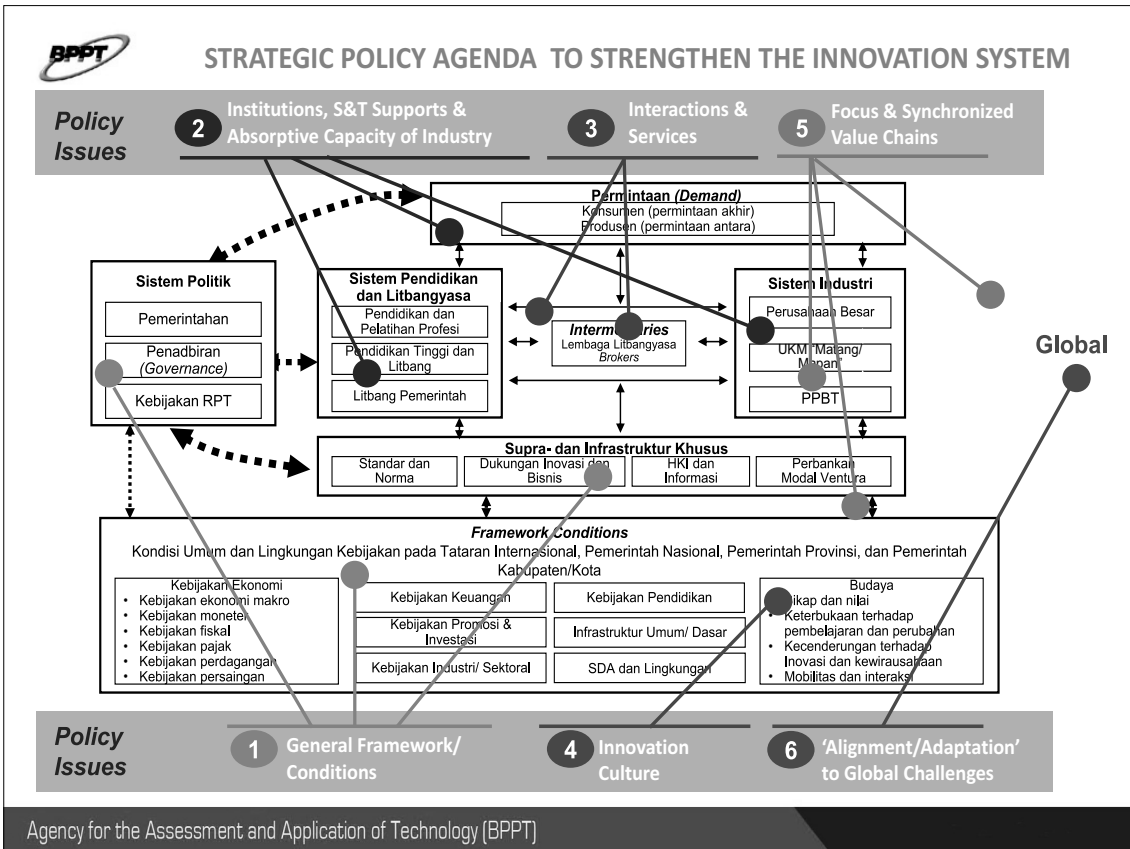 BPPT
STRATEGIC POLICY AGENDA TO STRENGTHEN THE INNOVATION SYSTEM
Policy
Issues
2
Institutions, S&T Supports &
Absorptive Capacity of Industry
3
Interactions &
Services
5
Focus & Synchronized
Value Chains
Permintaan (Demand)
Konsumen (permintaan akhir)
Produsen (permintaan antara)
Sistem Politik
Pemerintahan
Penadbiran
(Governance)
Kebijakan RPT
Sistem Pendidikan
dan Litbangyasa
Pendidikan dan
Pelatihan Profesi
Pendidikan Tinggi dan
Litbang
Litbang Pemerintah
Intermediaries
Lembaga Litbangyasa
Brokers
Sistem Industri
Perusahaan Besar
UKM "Matang/
Mapan"
PPBT
Global
Supra- dan Infrastruktur Khusus
Standar dan
Norma
Dukungan Inovasi dan
Bisnis
HKI dan
Informasi
Perbankan
Modal Ventura
Framework Conditions
Kondisi Umum dan Lingkungan Kebijakan pada Tataran Internasional, Pemerintah Nasional, Pemerintah Provinsi, dan Pemerintah
Kabupaten/Kota
Kebijakan Ekonomi
• Kebijakan ekonomi makro
• Kebijakan moneter
• Kebijakan fiskal
• Kebijakan pajak
• Kebijakan perdagangan
• Kebijakan persaingan
Kebijakan Keuangan
Kebijakan Promosi &
Investasi
Kebijakan Industri/ Sektoral
Kebijakan Pendidikan
Infrastruktur Umum/ Dasar
SDA dan Lingkungan
Budaya
• Sikap dan nilai
• Keterbukaan terhadap
pembelajaran dan perubahan
• Kecenderungan terhadap
Inovasi dan kewirausahaan
• Mobilitas dan interaksi
Policy
Issues
1
General Framework/
Conditions
4
Innovation
Culture
6
'Alignment/Adaptation'
to Global Challenges
Agency for the Assessment and Application of Technology (BPPT)